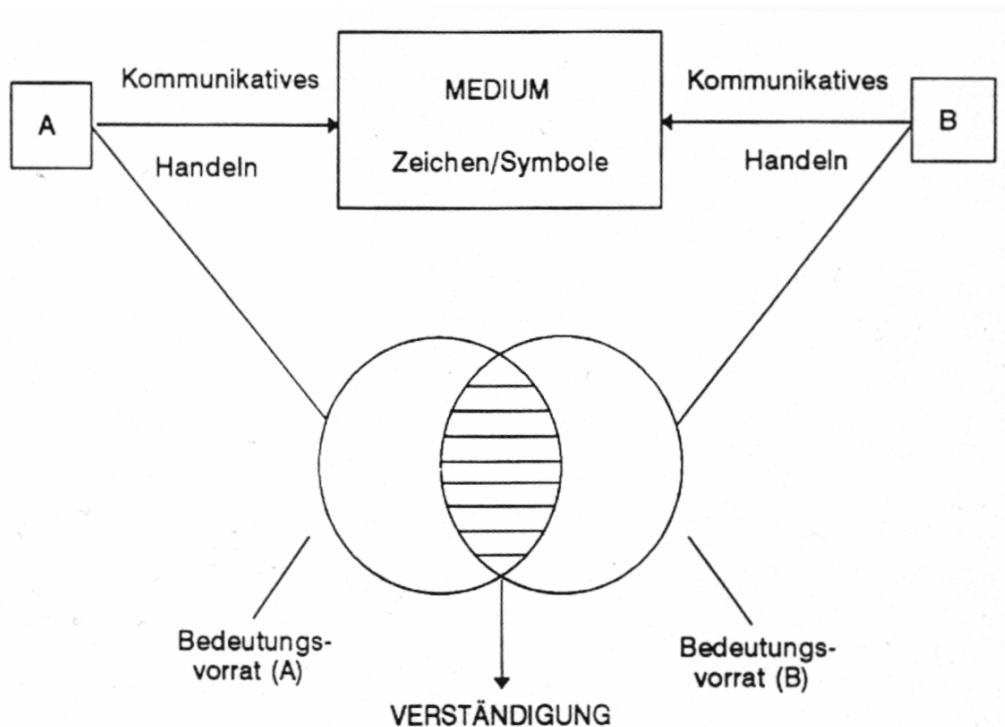 Kommunikatives
MEDIUM
Kommunikatives
A
B
Handeln
Zeichen/Symbole
Handeln
Bedeutungs-
vorrat (A)
Bedeutungs-
vorrat (B)
VERSTÄNDIGUNG